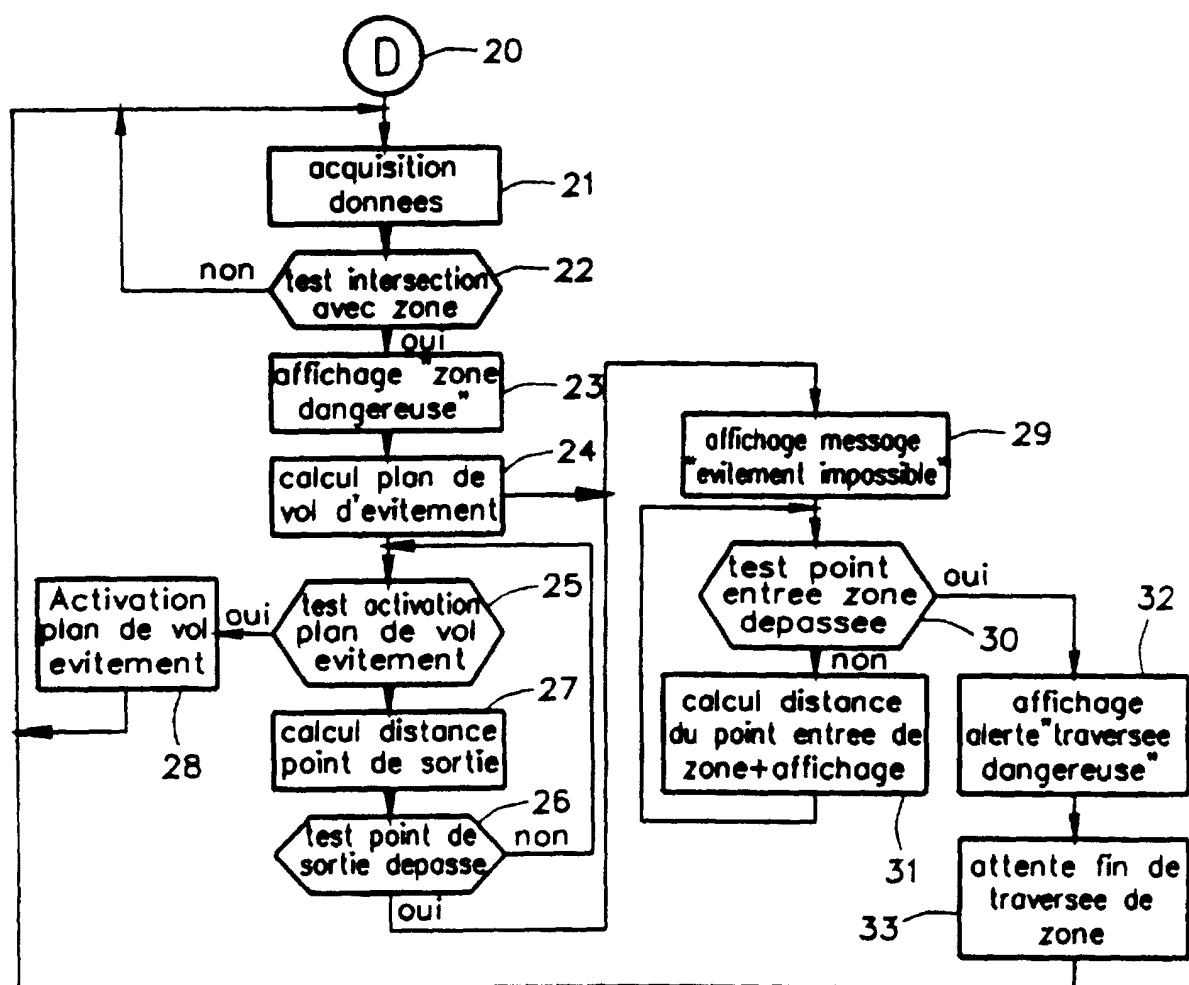 D
20
acquisition
donnees
21
non
test intersection
avec zone
22
oui
affichage "zone
dangereuse"
23
24
calcul plan de
vol d'evitement
25
test activation
plan de vol
evitement
oui
Activation
plan de vol
evitement
28
27
calcul distance
point de sortie
26
test point de
sortie depasse
non
oui
affichage message
"evitement impossible"
29
test point
entree zone
depassee
oui
30
non
calcul distance
du point entree de
zone+affichage
31
32
affichage
alerte"traversee
dangereuse"
attente fin de
traversee de
zone
33